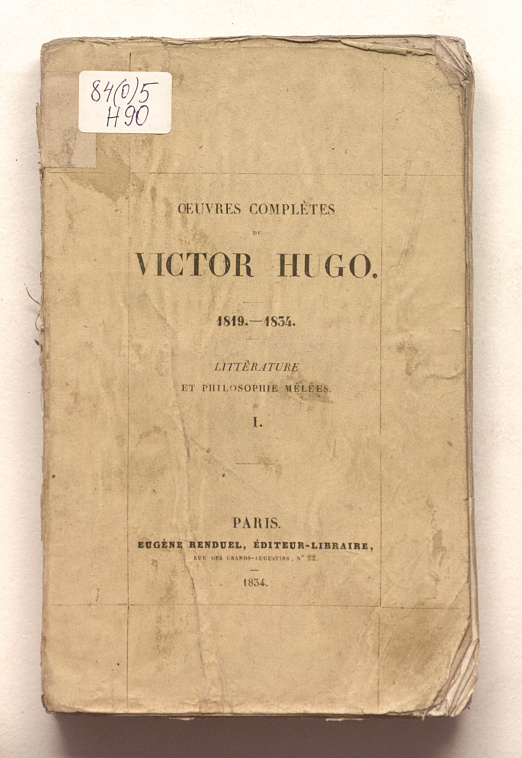 84(0)5
H90
ŒUVRES COMPLÈTES
DE
VICTOR HUGO.
1819.—1834.
LITTÉRATURE
ET PHILOSOPHIE MÊLÉES.
I.
PARIS.
EUGÈNE RENDUEL, ÉDITEUR-LIBRAIRE,
RUE DES GRANDS-AUGUSTINS, N° 22.
1834.